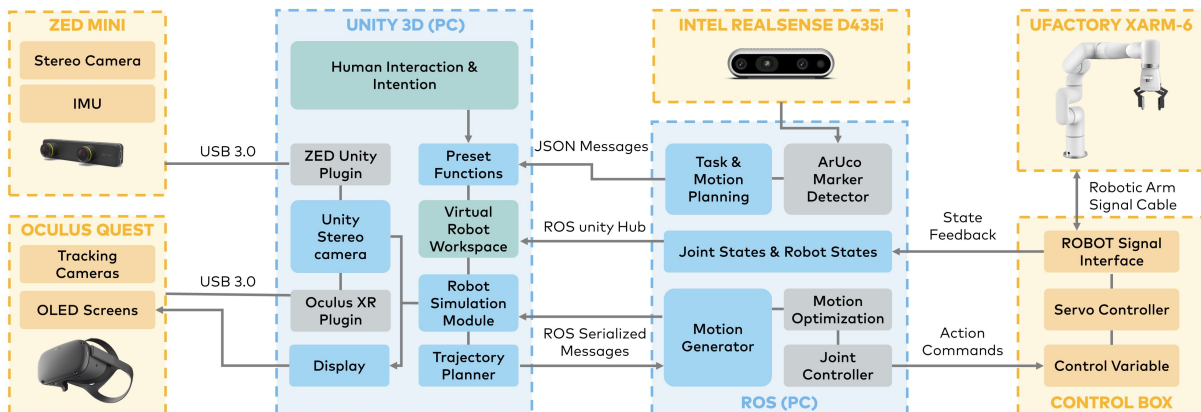 ZED MINI
Stereo Camera
IMU
USB 3.0
OCULUS QUEST
Tracking
Cameras
OLED Screens
USB 3.0
UNITY 3D (PC)
Human Interaction &
Intention
ZED Unity
Plugin
Unity
Stereo
camera
Oculus XR
Plugin
Display
Preset
Functions
Virtual
Robot
Workspace
Robot
Simulation
Module
Trajectory
Planner
JSON Messages
ROS unity Hub
ROS Serialized
Messages
INTEL REALSENSE D435i
Task &
Motion
Planning
ArUco
Marker
Detector
Joint States & Robot States
Motion
Generator
Motion
Optimization
Joint
Controller
ROS (PC)
State
Feedback
Action
Commands
UFACTORY XARM-6
Robotic Arm
Signal Cable
ROBOT Signal
Interface
Servo Controller
Control Variable
CONTROL BOX